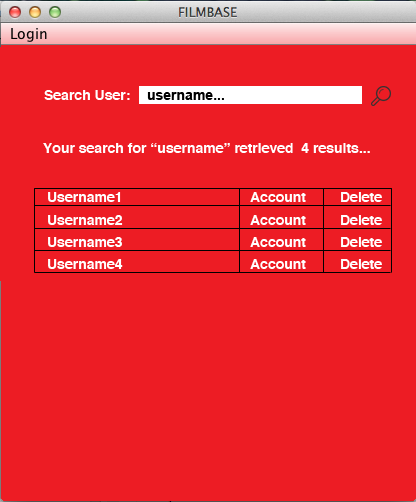 FILMBASE
Login
Search User: username...
Your search for “username” retrieved 4 results...
Username1 Account Delete
Username2 Account Delete
Username3 Account Delete
Username4 Account Delete